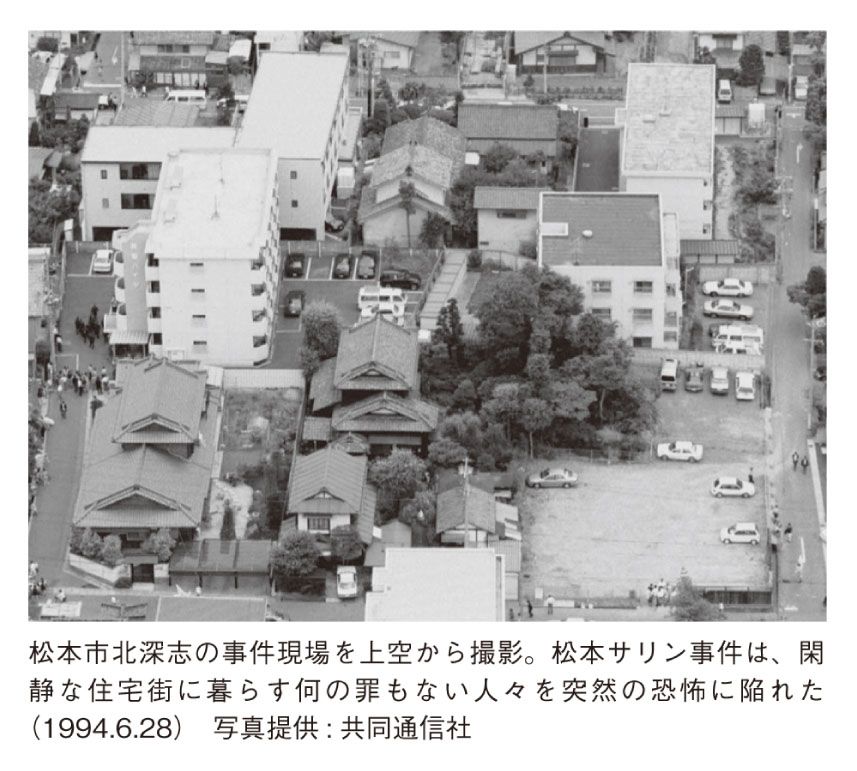 松本市北深志の事件現場を上空から撮影。松本サリン事件は、閑
静な住宅街に暮らす何の罪もない人々を突然の恐怖に陥れた
（1994.6.28） 写真提供：共同通信社